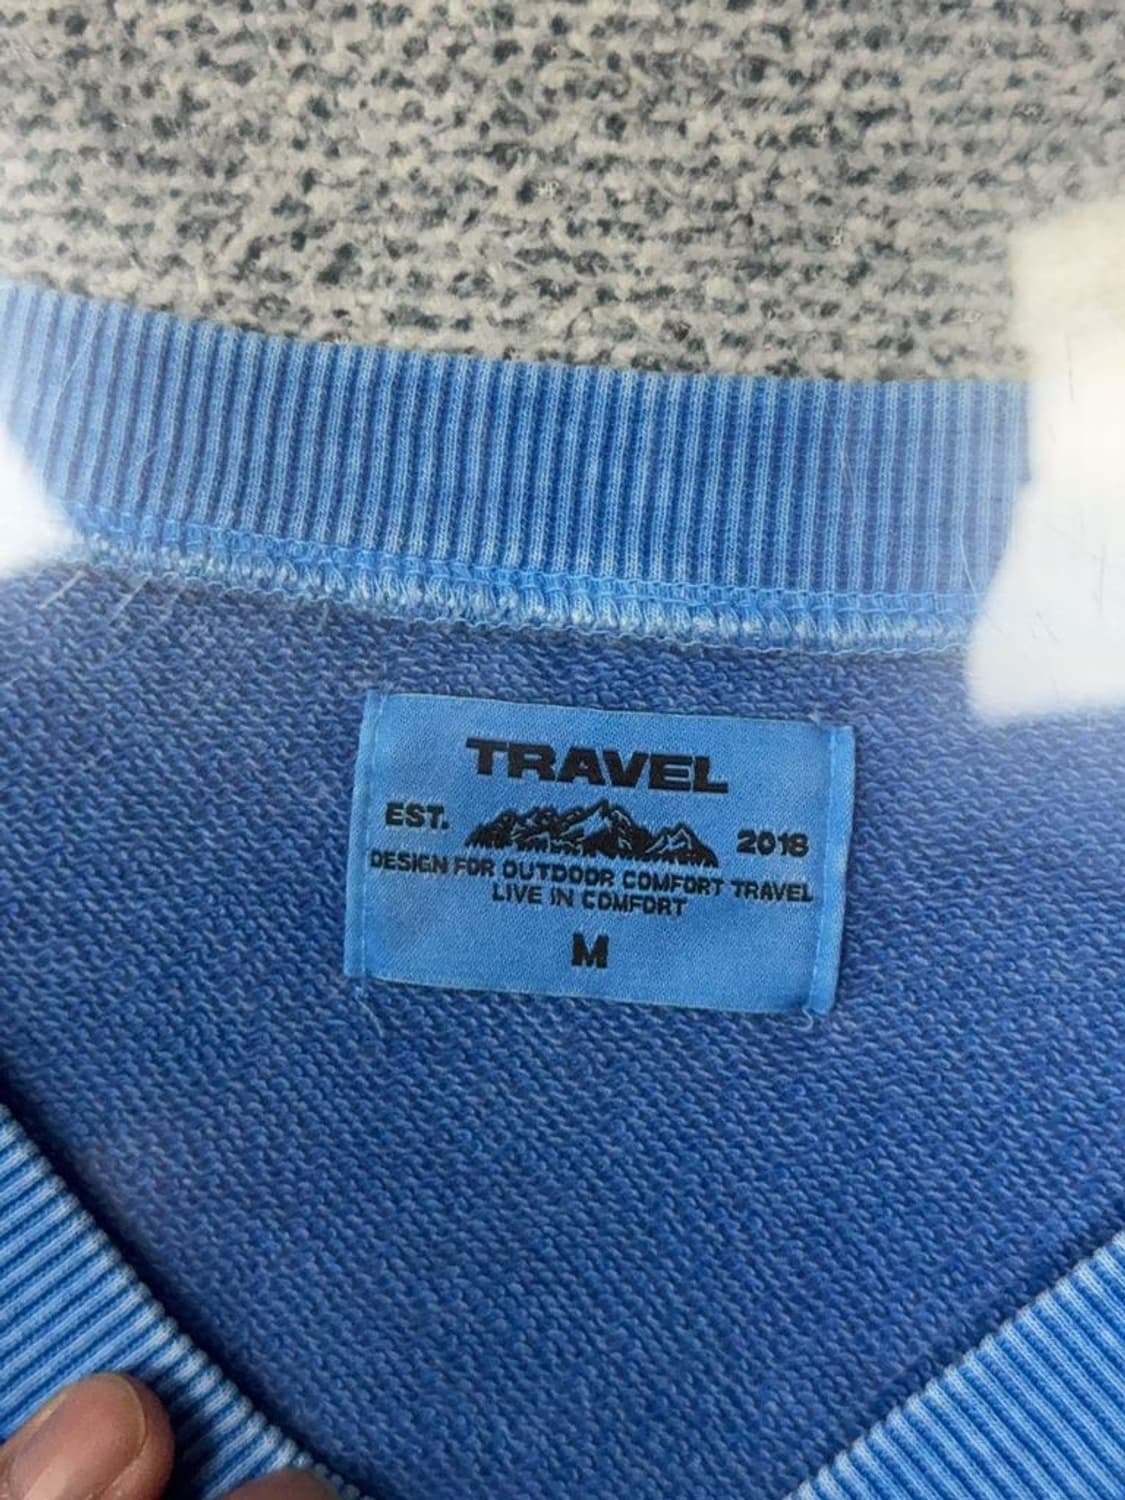 TRAVEL
EST. 2018
DESIGN FOR OUTDOOR COMFORT TRAVEL
LIVE IN COMFORT
M